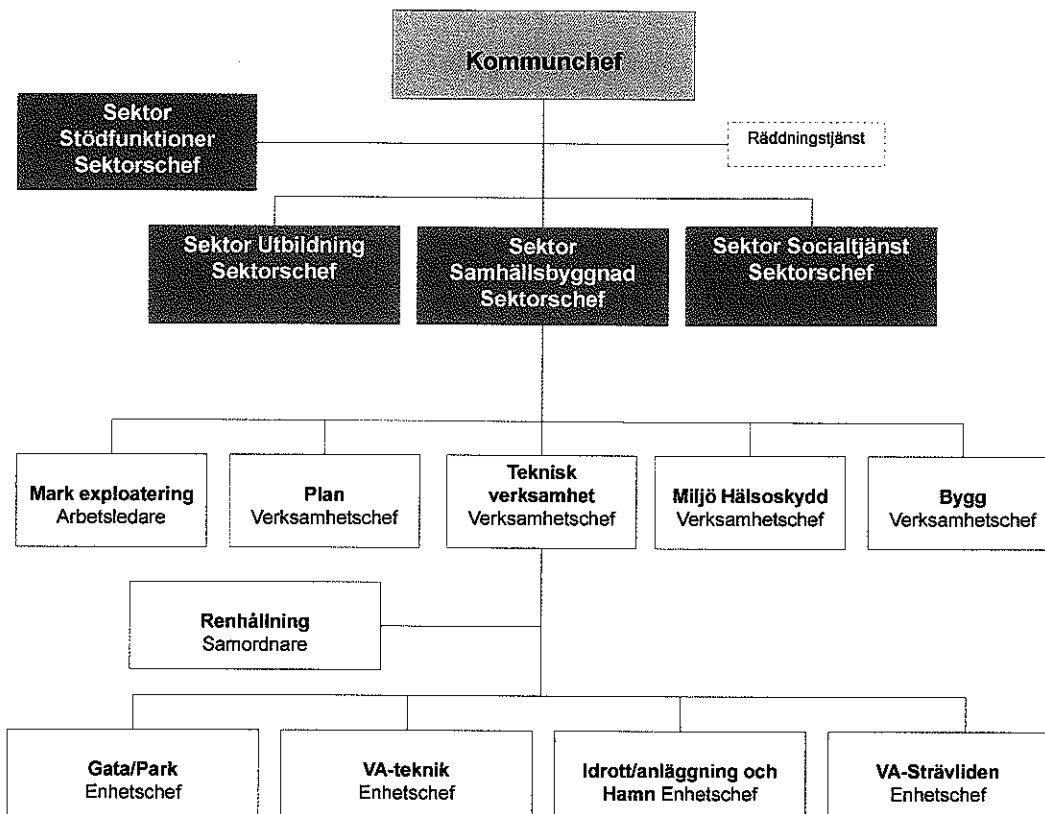 Kommunchef
Sektor
Stödfunktioner
Sektorschef
Räddningstjänst
Sektor Utbildning
Sektorschef
Sektor
Samhällsbyggnad
Sektorschef
Sektor Socialtjänst
Sektorschef
Mark exploatering
Arbetsledare
Plan
Verksamhetschef
Teknisk
verksamhet
Verksamhetschef
Miljö Hälsoskydd
Verksamhetschef
Bygg
Verksamhetschef
Renhållning
Samordnare
Gata/Park
Enhetschef
VA-teknik
Enhetschef
Idrott/anläggning och
Hamn Enhetschef
VA-Strävliden
Enhetschef